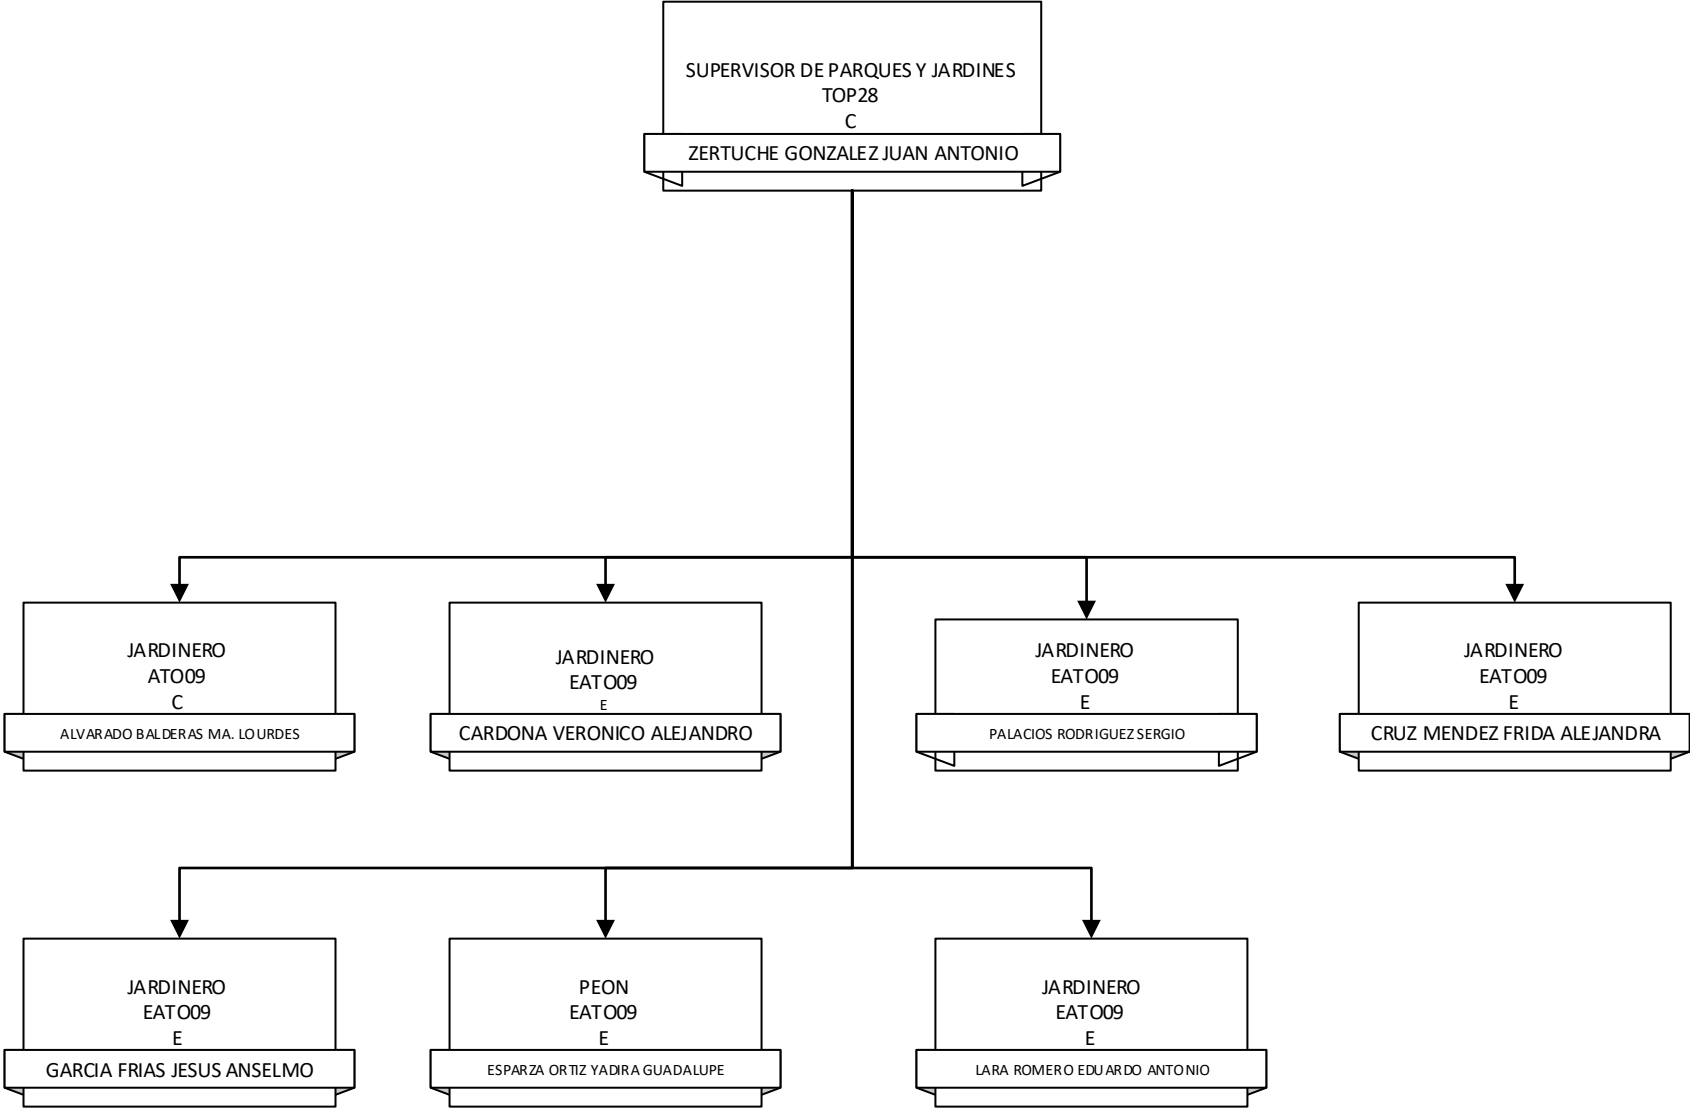 SUPERVISOR DE PARQUES Y JARDINES
TOP28
C
ZERTUCHE GONZALEZ JUAN ANTONIO
JARDINERO
ATO09
C
ALVARADO BALDERAS MA. LOURDES
JARDINERO
EATO09
E
CARDONA VERONICO ALEJANDRO
JARDINERO
EATO09
E
PALACIOS RODRIGUEZ SERGIO
JARDINERO
EATO09
E
CRUZ MENDEZ FRIDA ALEJANDRA
JARDINERO
EATO09
E
GARCIA FRIAS JESUS ANSELMO
PEON
EATO09
E
ESPARZA ORTIZ YADIRA GUADALUPE
JARDINERO
EATO09
E
LARA ROMERO EDUARDO ANTONIO